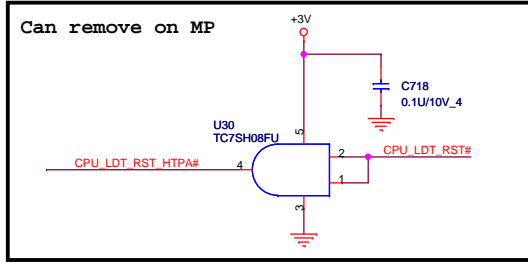 Can remove on MP
+3V
C718
0.1U/10V_4
U30
TC7SH08FU
5
CPU_LDT_RST_HTPA#
4
2
CPU_LDT_RST#
1
3